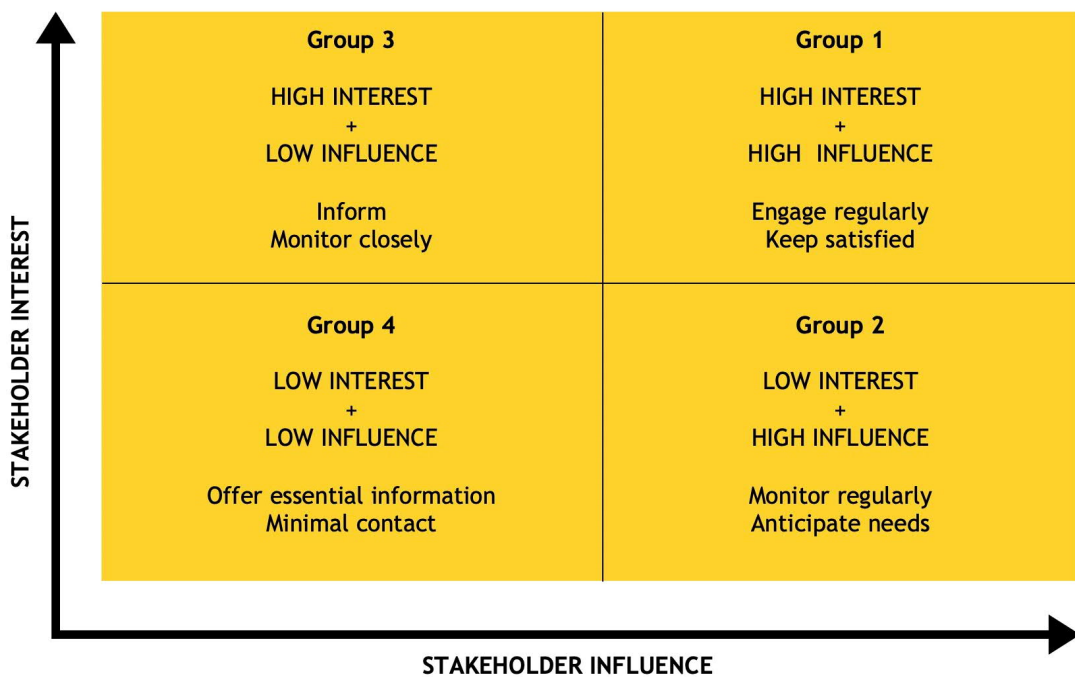 STAKEHOLDER INTEREST
Group 3
HIGH INTEREST
+
LOW INFLUENCE
Inform
Monitor closely
Group 1
HIGH INTEREST
+
HIGH INFLUENCE
Engage regularly
Keep satisfied
Group 4
LOW INTEREST
+
LOW INFLUENCE
Offer essential information
Minimal contact
Group 2
LOW INTEREST
+
HIGH INFLUENCE
Monitor regularly
Anticipate needs
STAKEHOLDER INFLUENCE